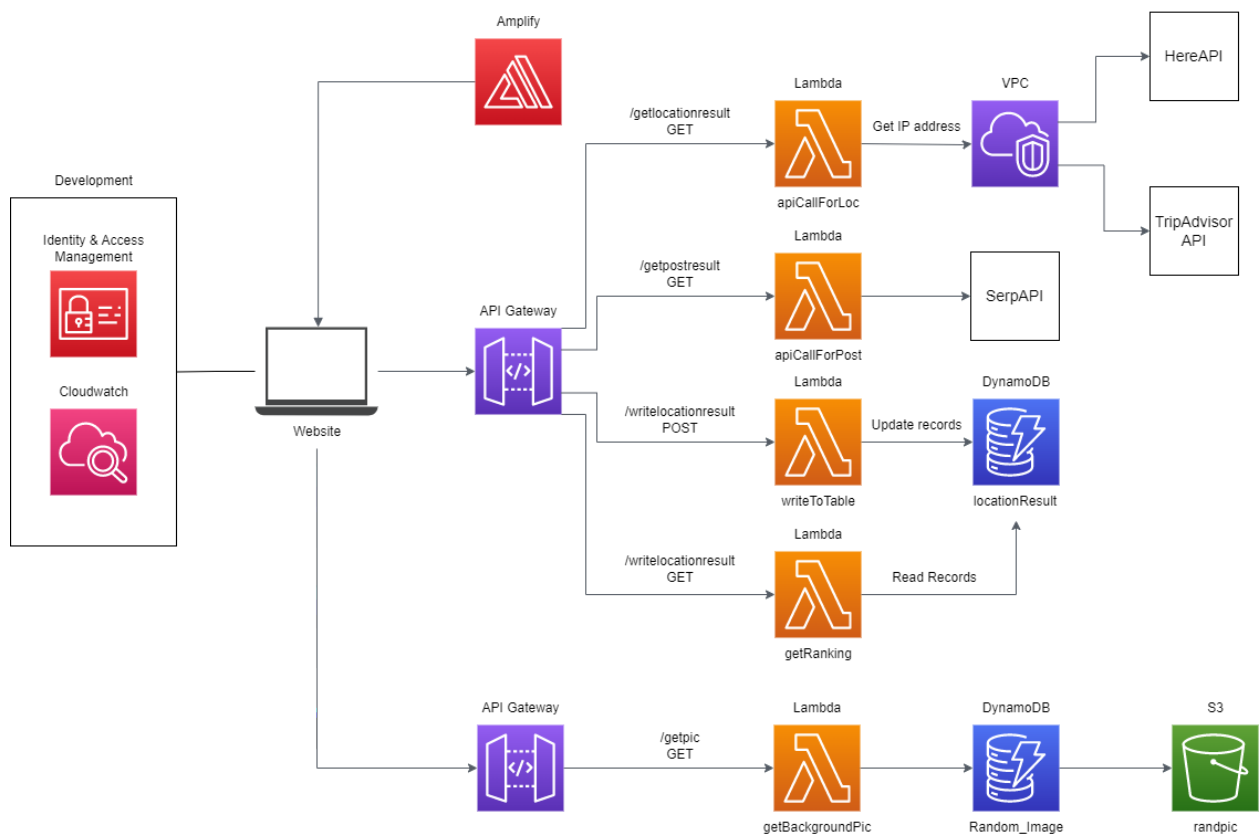 Amplify
Lambda
VPC
HereAPI
/getlocationresult
GET
Get IP address
apiCallForLoc
Development
Identity & Access
Management
TripAdvisor
API
Lambda
/getpostresult
GET
SerpAPI
API Gateway
apiCallForPost
Cloudwatch
Website
Lambda
DynamoDB
/writelocationresult
POST
Update records
writeToTable
locationResult
Lambda
/writelocationresult
GET
Read Records
getRanking
API Gateway
Lambda
DynamoDB
S3
/getpic
GET
getBackgroundPic
Random_Image
randpic